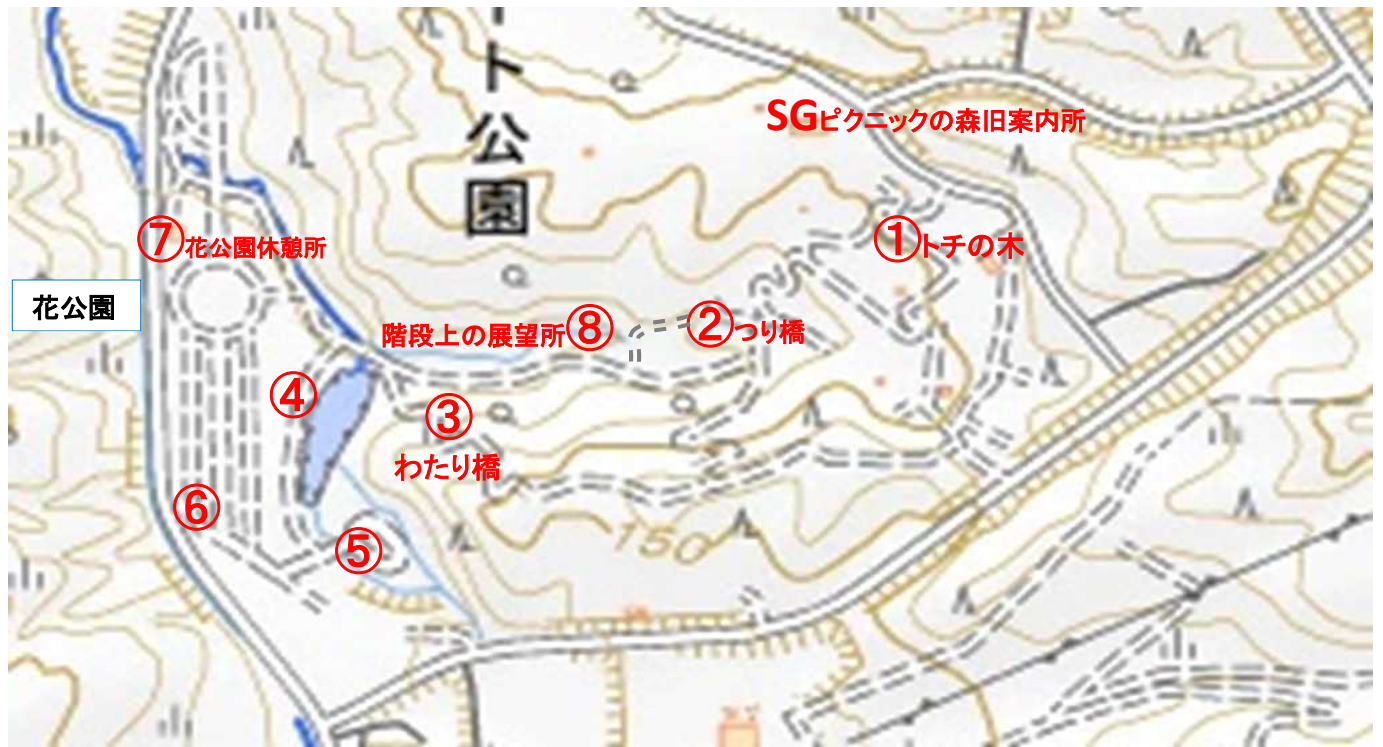 ト公園
SGピクニックの森旧案内所
⑦花公園休憩所
①トチの木
花公園
階段上の展望所⑧
②つり橋
④
③
わたり橋
⑥
⑤
150